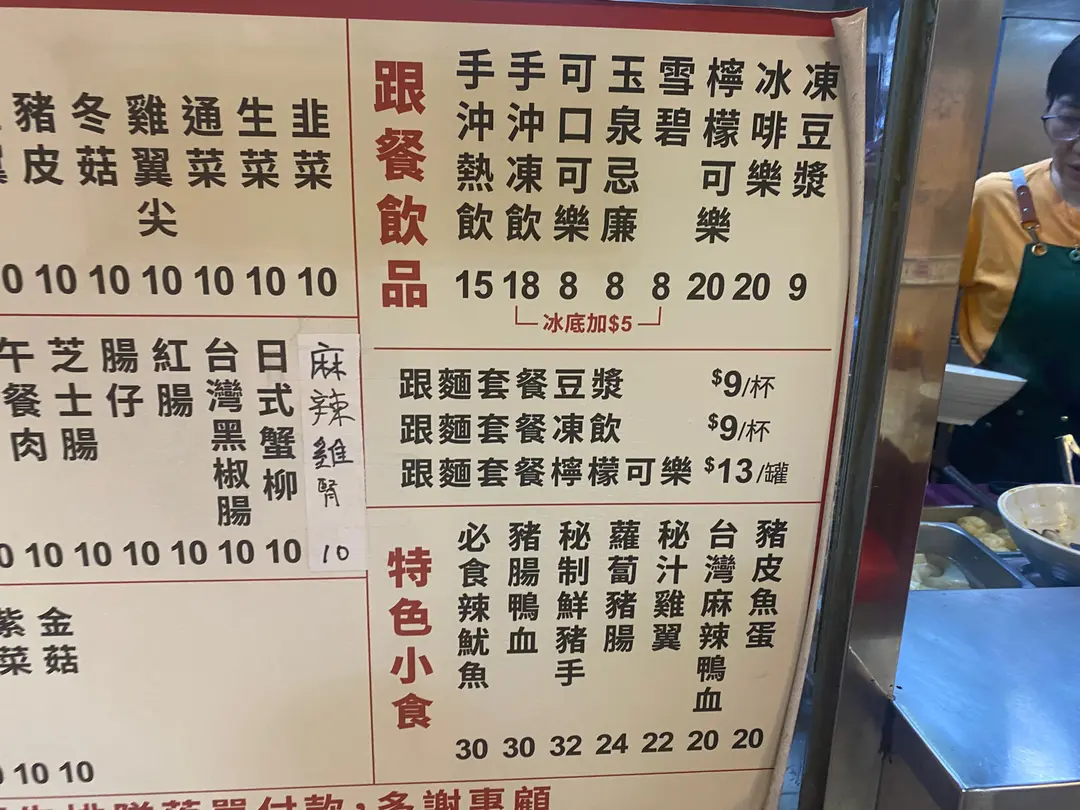 豬皮
冬菇
雞翼尖
通菜
生菜
韭菜
10 10 10 10 10 10
午餐肉
芝士腸
腸仔
紅腸
台灣黑椒腸
日式蟹柳
10 10 10 10 10 10
麻辣雞腎
10
紫菜
金菇
10 10
跟餐飲品
手沖熱飲
手沖凍飲
可口可樂
玉泉忌廉
雪碧
檸檬可樂
冰啡樂
凍豆漿
15 18 8 8 8 20 20 9
冰底加$5
跟麵套餐豆漿 $9/杯
跟麵套餐凍飲 $9/杯
跟麵套餐檸檬可樂 $13/罐
特色小食
必食辣魷魚
豬腸鴨血
秘制鮮豬手
蘿蔔豬腸
秘汁雞翼
台灣麻辣鴨血
豬皮魚蛋
30 30 32 24 22 20 20
單付款，多謝惠顧